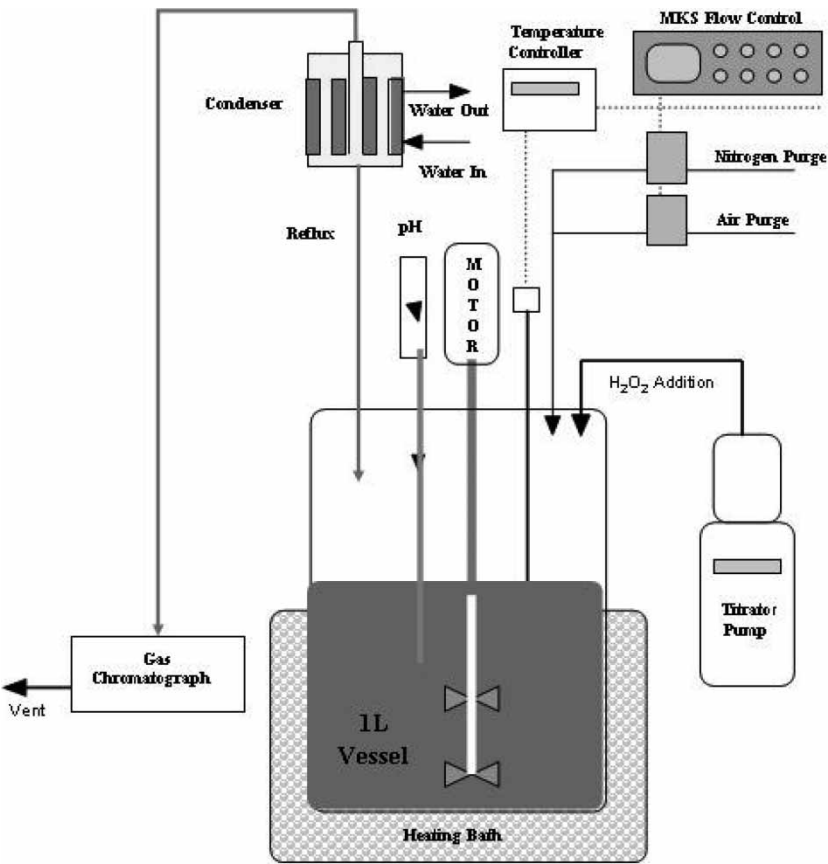 MKS Flow Control
Temperature
Controller
Condenser
Water Out
Water In
Nitrogen Purge
Air Purge
Reflux
pH
M
O
T
O
R
H₂O₂ Addition
Titrator
Pump
Gas
Chromatograph
Vent
1L
Vessel
Heating Bath